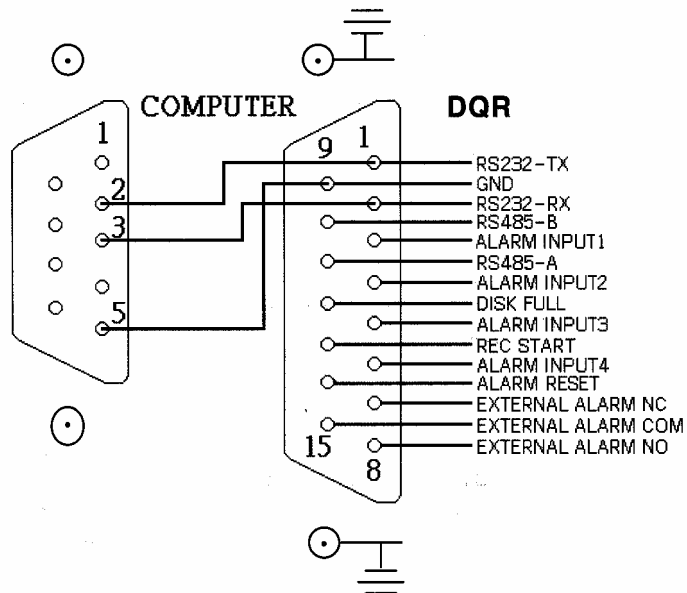 COMPUTER
DQR
1
2
3
5
9
1
15
8
RS232-TX
GND
RS232-RX
RS485-B
ALARM INPUT1
RS485-A
ALARM INPUT2
DISK FULL
ALARM INPUT3
REC START
ALARM INPUT4
ALARM RESET
EXTERNAL ALARM NC
EXTERNAL ALARM COM
EXTERNAL ALARM NO